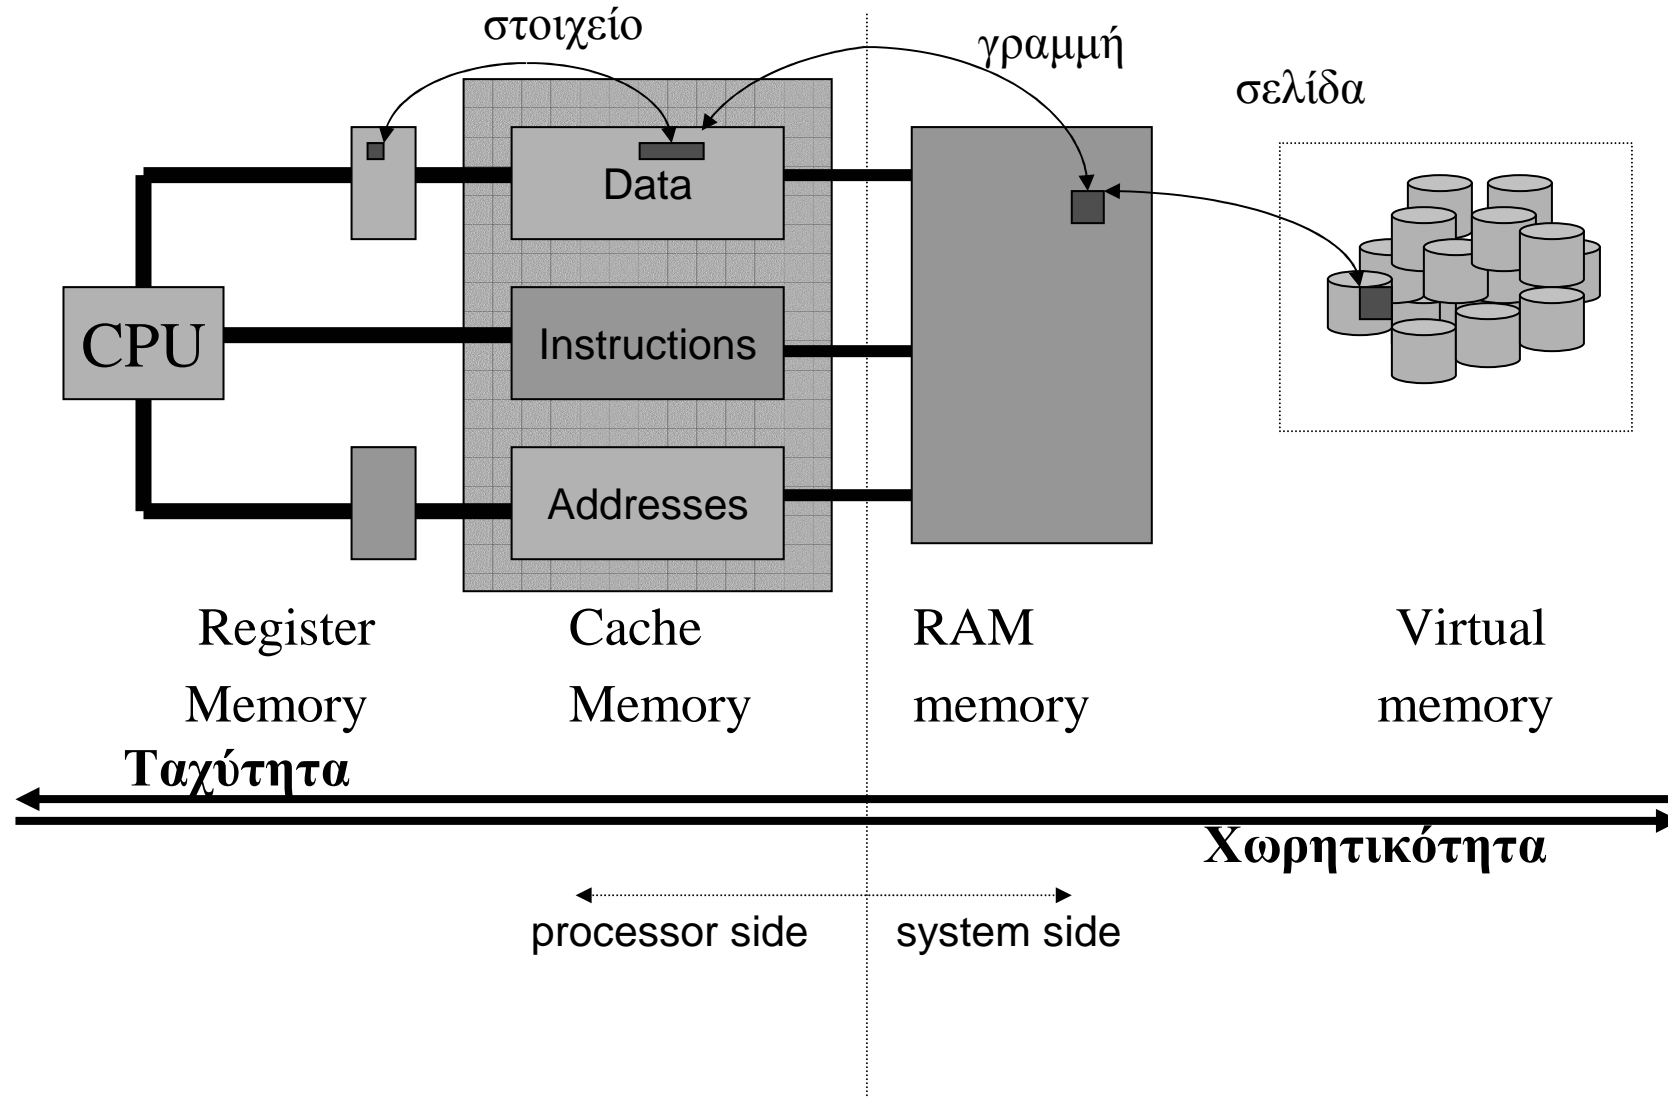 στοιχείο
γραμμή
σελίδα
Data
CPU
Instructions
Addresses
Register
Memory
Cache
Memory
RAM
memory
Virtual
memory
Ταχύτητα
Χωρητικότητα
processor side
system side